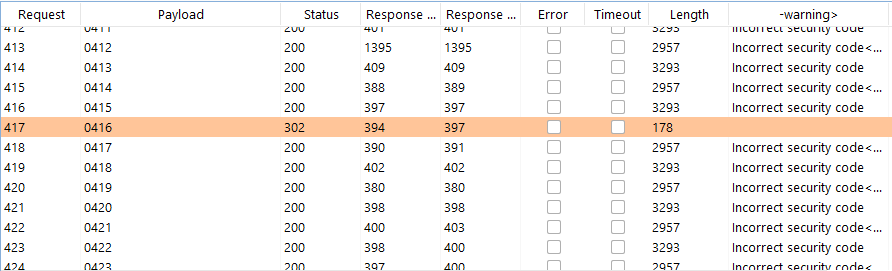 Request Payload Status Response ... Response ... Error Timeout Length -warning>
412 0411 200 401 401 3293 Incorrect security code
413 0412 200 1395 1395 2957 Incorrect security code<...
414 0413 200 409 409 3293 Incorrect security code
415 0414 200 388 389 2957 Incorrect security code<...
416 0415 200 397 397 3293 Incorrect security code
417 0416 302 394 397 178
418 0417 200 390 391 2957 Incorrect security code<...
419 0418 200 402 402 3293 Incorrect security code
420 0419 200 380 380 2957 Incorrect security code<...
421 0420 200 398 398 3293 Incorrect security code
422 0421 200 400 403 2957 Incorrect security code<...
423 0422 200 398 400 3293 Incorrect security code
424 0423 200 397 400 2957 Incorrect security code<...